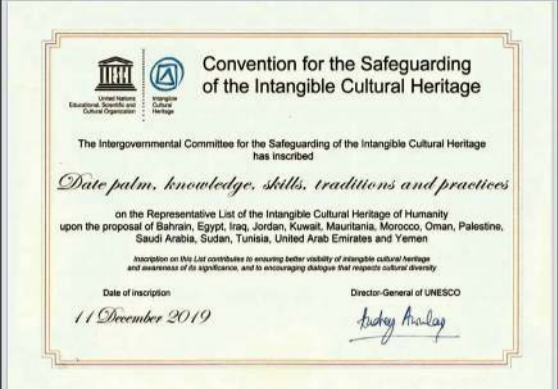 Convention for the Safeguarding
of the Intangible Cultural Heritage
United Nations
Educational, Scientific and
Cultural Organization
Intangible
Cultural
Heritage
The Intergovernmental Committee for the Safeguarding of the Intangible Cultural Heritage
has inscribed
Date palm, knowledge, skills, traditions and practices
on the Representative List of the Intangible Cultural Heritage of Humanity
upon the proposal of Bahrain, Egypt, Iraq, Jordan, Kuwait, Mauritania, Morocco, Oman, Palestine,
Saudi Arabia, Sudan, Tunisia, United Arab Emirates and Yemen
Inscription on this List contributes to ensuring better visibility of intangible cultural heritage
and awareness of its significance, and to encouraging dialogue that respects cultural diversity
Date of inscription
11 December 2019
Director-General of UNESCO